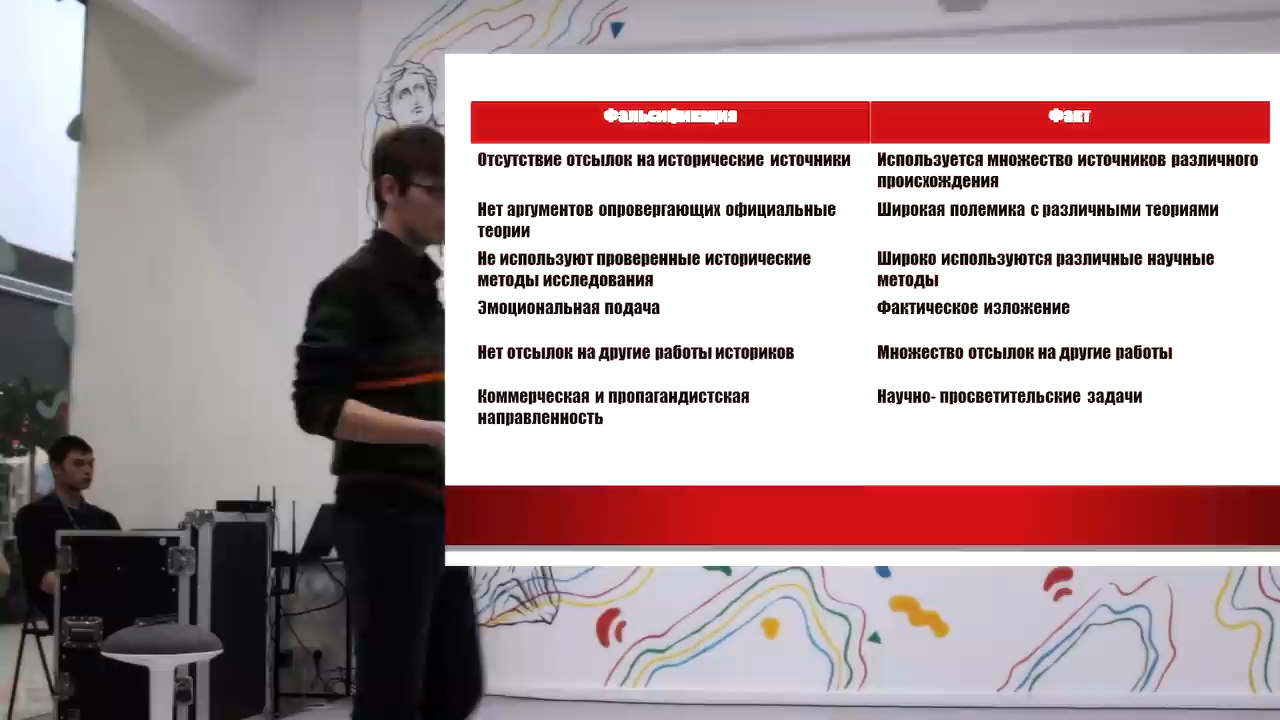 Фальсификация
Факт
Отсутствие отсылок на исторические источники
Используется множество источников различного
происхождения
Нет аргументов опровергающих официальные
теории
Широкая полемика с различными теориями
Не используют проверенные исторические
методы исследования
Широко используются различные научные
методы
Эмоциональная подача
Фактическое изложение
Нет отсылок на другие работы историков
Множество отсылок на другие работы
Коммерческая и пропагандистская
направленность
Научно- просветительские задачи